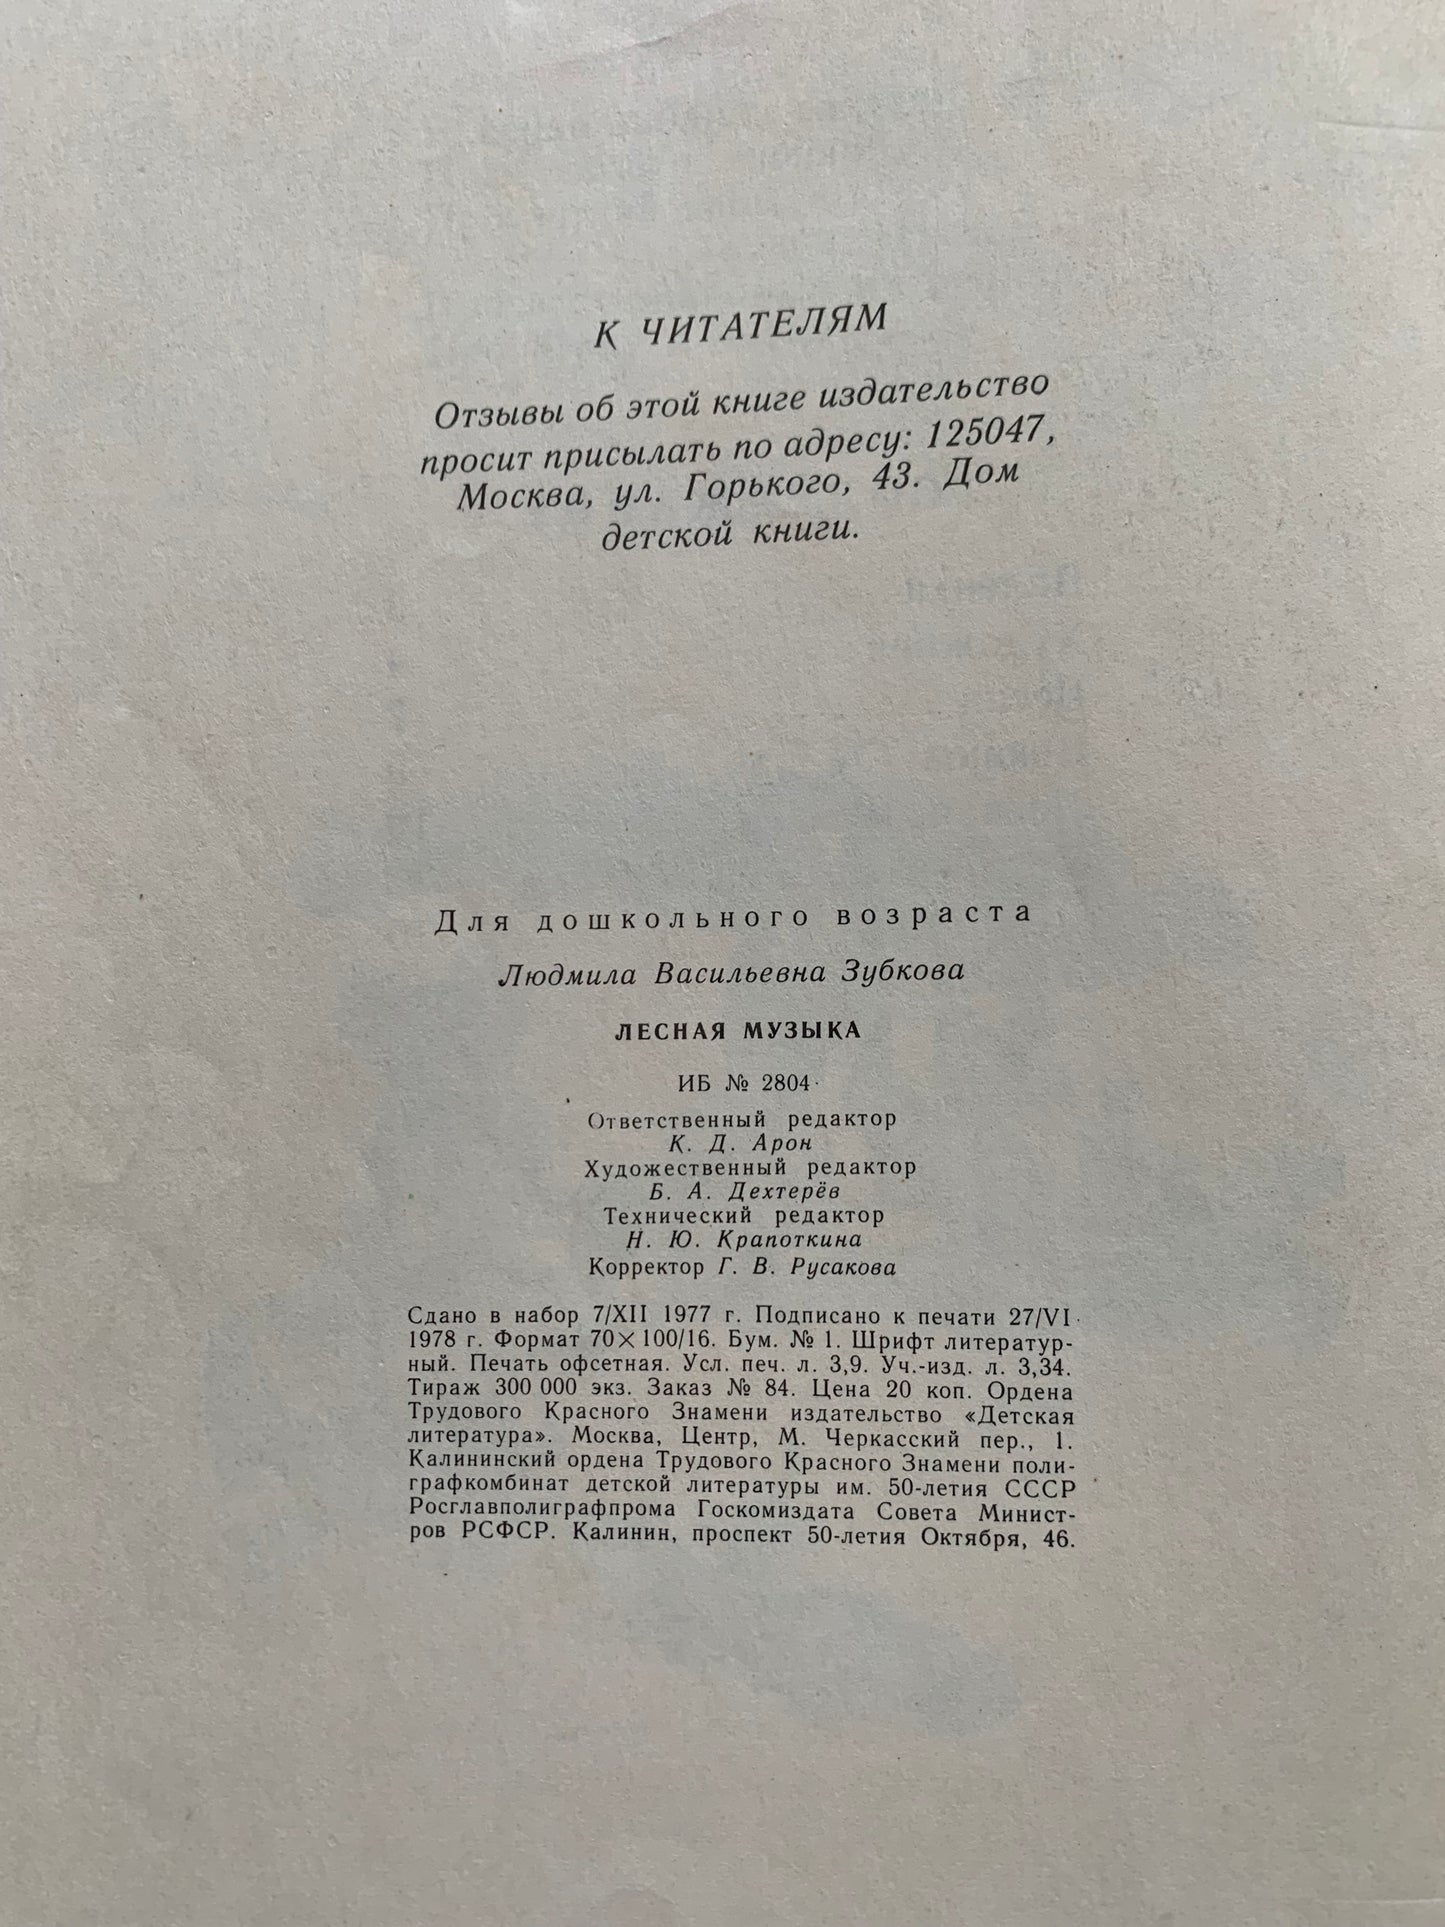 К ЧИТАТЕЛЯМ
Отзывы об этой книге издательство
просит присылать по адресу: 125047,
Москва, ул. Горького, 43. Дом
детской книги.
Для дошкольного возраста
Людмила Васильевна Зубкова
ЛЕСНАЯ МУЗЫКА
ИБ № 2804
Ответственный редактор
К. Д. Арон
Художественный редактор
Б. А. Дехтерёв
Технический редактор
Н. Ю. Крапоткина
Корректор Г. В. Русакова
Сдано в набор 7/XII 1977 г. Подписано к печати 27/VI
1978 г. Формат 70×100/16. Бум. № 1. Шрифт литератур-
ный. Печать офсетная. Усл. печ. л. 3,9. Уч.-изд. л. 3,34.
Тираж 300 000 экз. Заказ № 84. Цена 20 коп. Ордена
Трудового Красного Знамени издательство «Детская
литература». Москва, Центр, М. Черкасский пер., 1.
Калининский ордена Трудового Красного Знамени поли-
графкомбинат детской литературы им. 50-летия СССР
Росглавполиграфпрома Госкомиздата Совета Минист-
ров РСФСР. Калинин, проспект 50-летия Октября, 46.